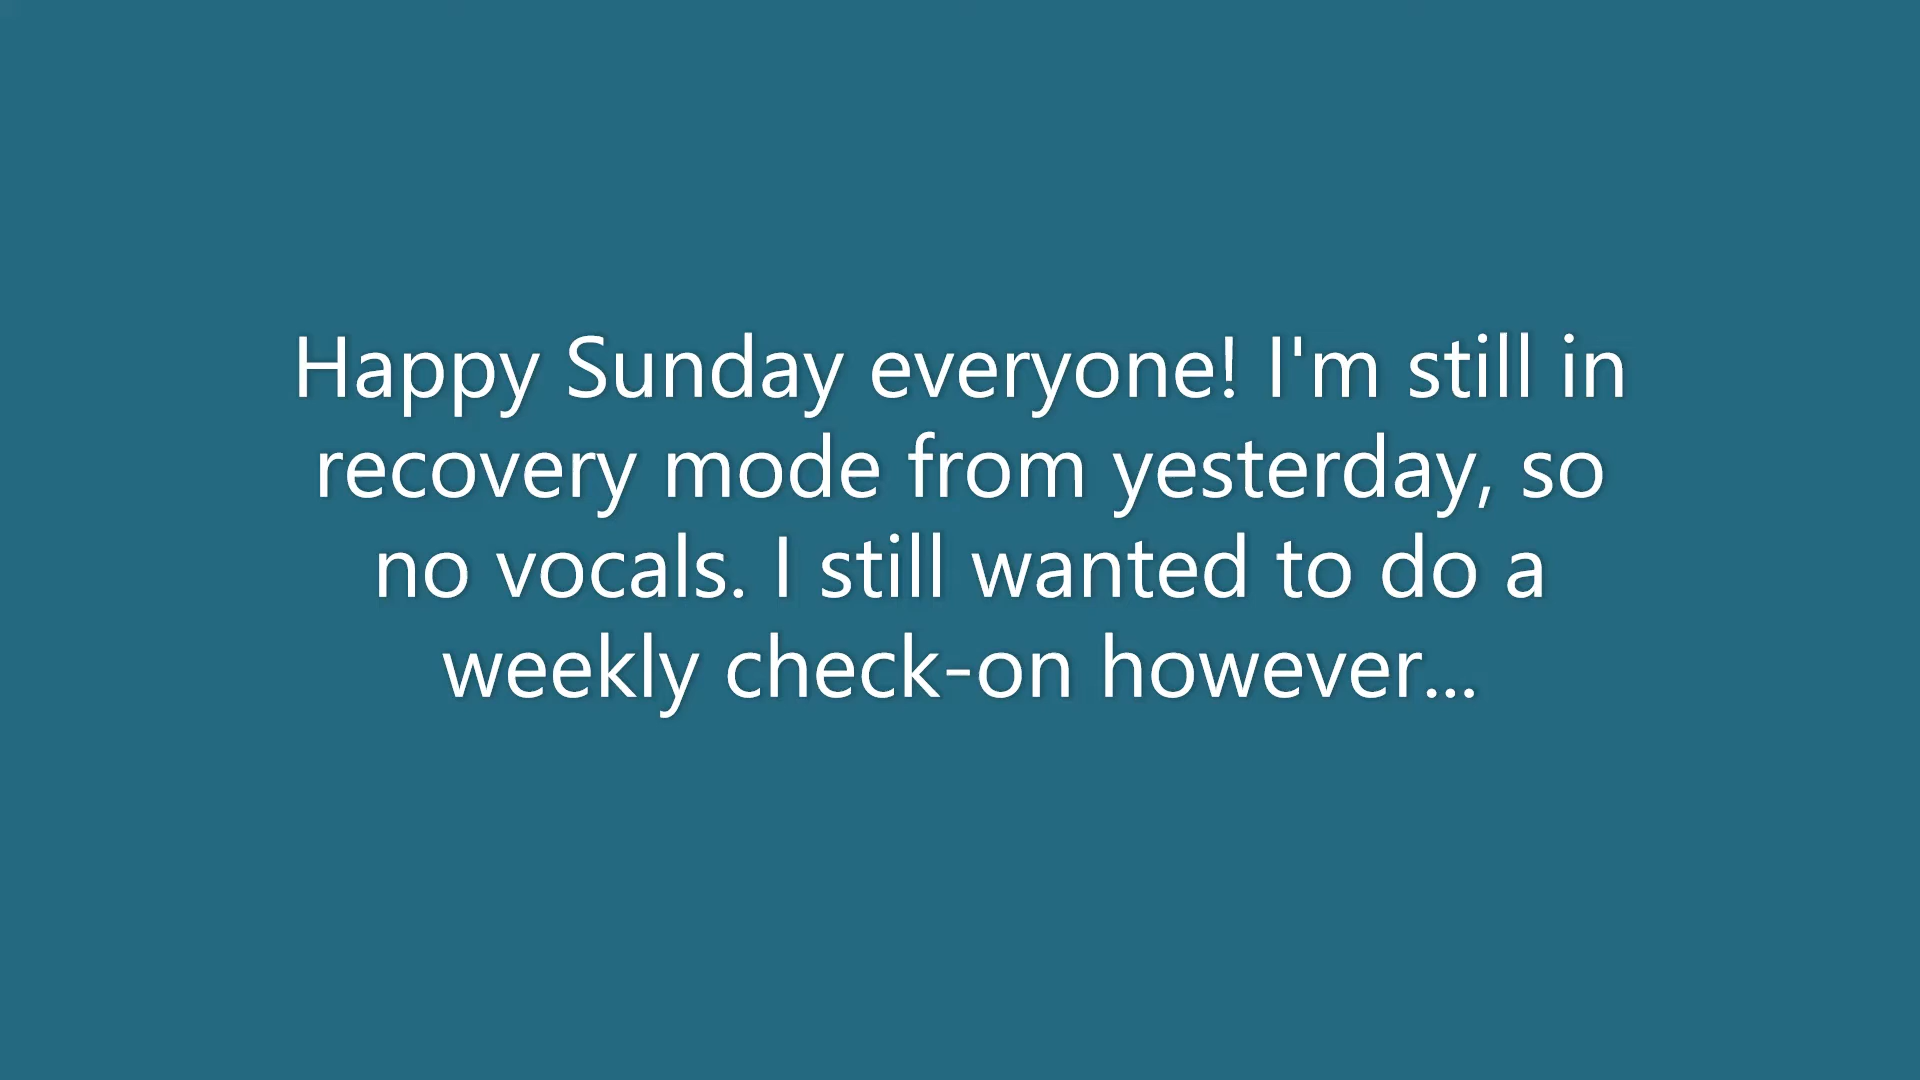 Happy Sunday everyone! I'm still in
recovery mode from yesterday, so
no vocals. I still wanted to do a
weekly check-on however...